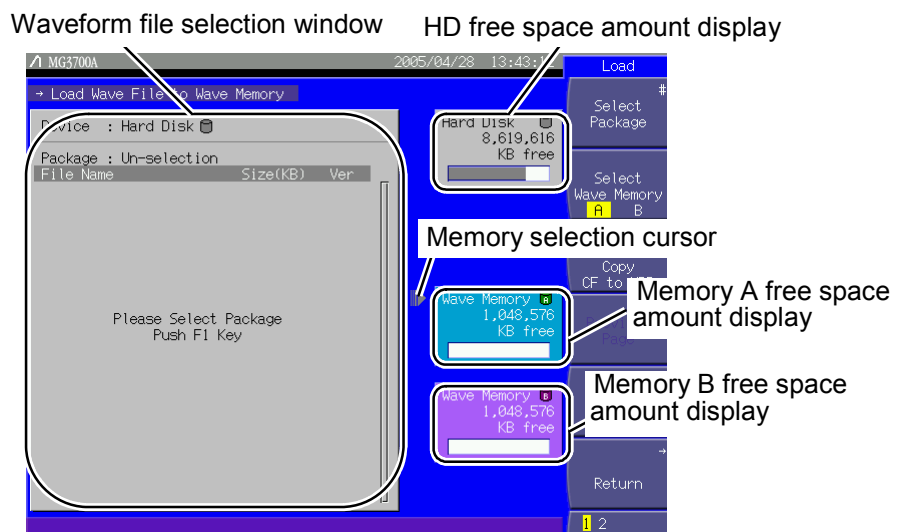 Waveform file selection window
HD free space amount display
MG3700A
2005/04/28 13:43:
Load
→ Load Wave File to Wave Memory
#
Select
Package
Device : Hard Disk
Hard Disk
8,619,616
KB free
Package : Un-selection
File Name Size(KB) Ver
Select
Wave Memory
A B
Memory selection cursor
Copy
CF to
Wave Memory A
1,048,576
KB free
Memory A free space
amount display
Please Select Package
Push F1 Key
Page
Wave Memory B
1,048,576
KB free
Memory B free space
amount display
→
Return
1 2